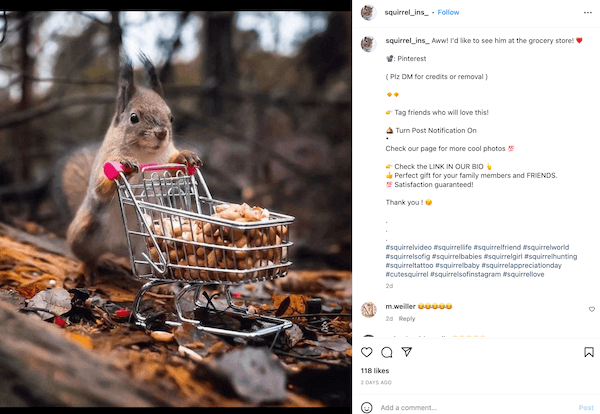 squirrel_ins_ • Follow
squirrel_ins_ Aww! I'd like to see him at the grocery store! ♥️
📽: Pinterest
( Plz DM for credits or removal )
🔸🔸
👉 Tag friends who will love this!
🛎 Turn Post Notification On
•
Check our page for more cool photos 💯
👉 Check the LINK IN OUR BIO 👆
👍 Perfect gift for your family members and FRIENDS.
💯 Satisfaction guaranteed!
Thank you ! 😉
.
.
.
#squirrelvideo #squirrellife #squirrelfriend #squirrelworld
#squirrelsofig #squirrelbabies #squirrelgirl #squirrelhunting
#squirreltattoo #squirrelbaby #squirrelappreciationday
#cutesquirrel #squirrelsofinstagram #squirrellove
2d
m.weiller 😂😂😂😂😂
2d Reply
118 likes
2 DAYS AGO
Add a comment...
Post